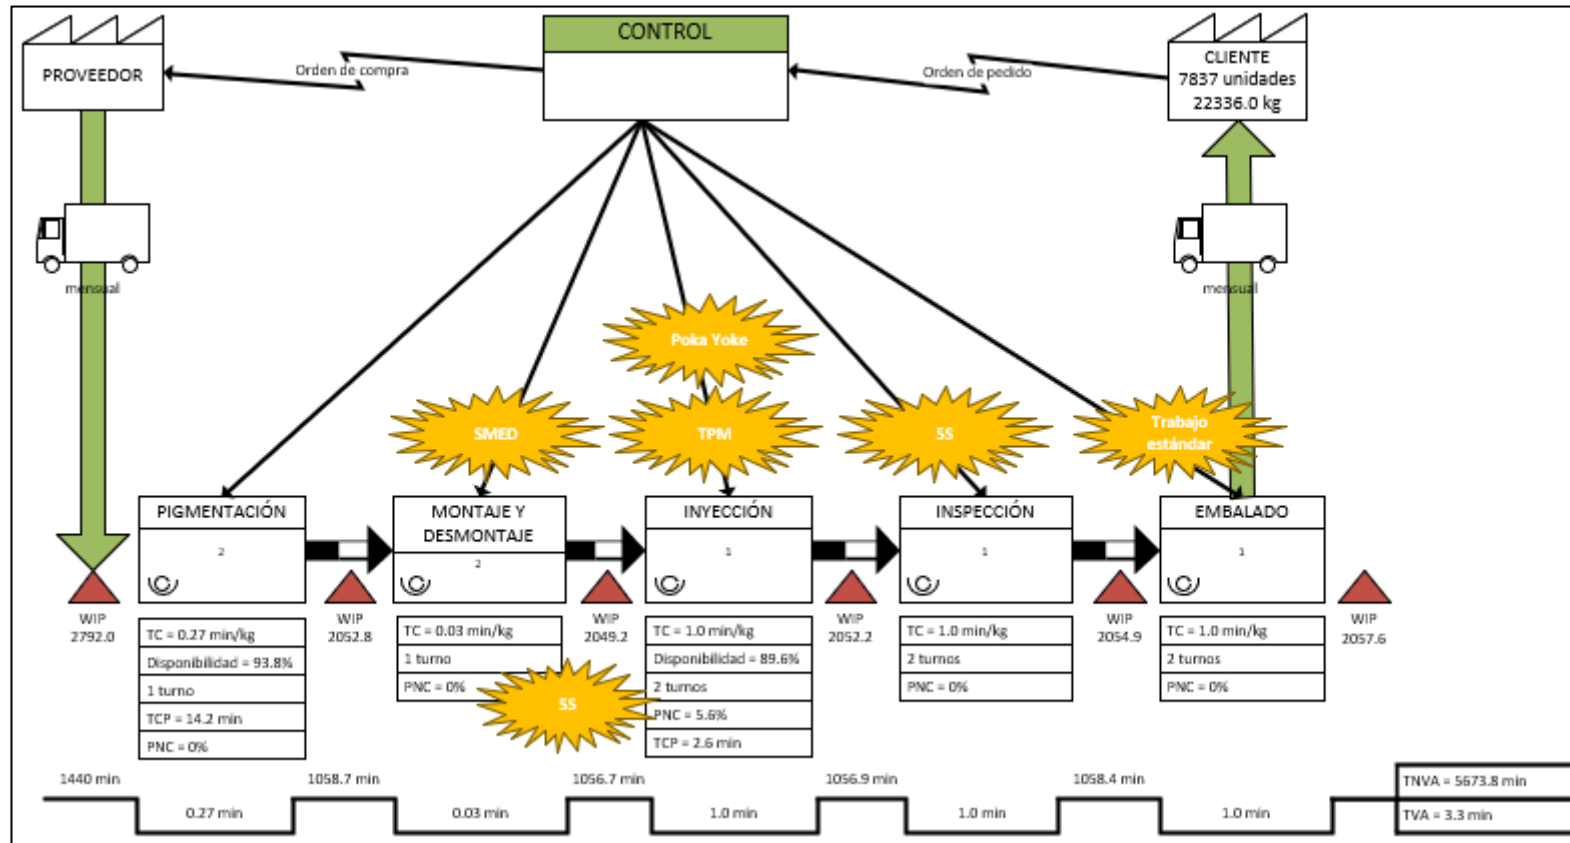 CONTROL
PROVEEDOR
Orden de compra
Orden de pedido
CLIENTE
7837 unidades
22336.0 kg
mensual
mensual
Poka Yoke
SMED
TPM
5S
Trabajo
estándar
PIGMENTACIÓN
2
MONTAJE Y
DESMONTAJE
2
INYECCIÓN
1
INSPECCIÓN
1
EMBALADO
1
WIP
2792.0
WIP
2052.8
WIP
2049.2
WIP
2052.2
WIP
2054.9
WIP
2057.6
TC = 0.27 min/kg
Disponibilidad = 93.8%
1 turno
TCP = 14.2 min
PNC = 0%
TC = 0.03 min/kg
1 turno
PNC = 0%
5S
TC = 1.0 min/kg
Disponibilidad = 89.6%
2 turnos
PNC = 5.6%
TCP = 2.6 min
TC = 1.0 min/kg
2 turnos
PNC = 0%
TC = 1.0 min/kg
2 turnos
PNC = 0%
1440 min
1058.7 min
1056.7 min
1056.9 min
1058.4 min
TNVA = 5673.8 min
0.27 min
0.03 min
1.0 min
1.0 min
1.0 min
TVA = 3.3 min